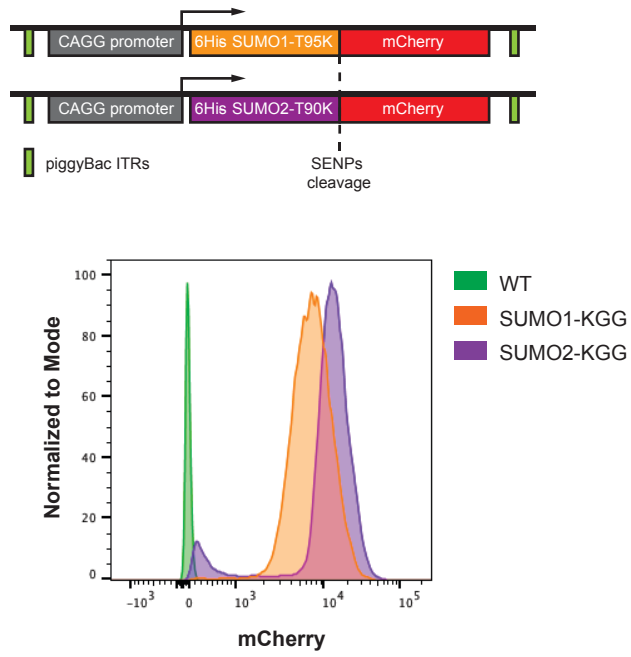 CAGG promoter 6His SUMO1-T95K mCherry
CAGG promoter 6His SUMO2-T90K mCherry
piggyBac ITRs
SENPs
cleavage
100
80
60
40
20
0
Normalized to Mode
-10³ 0 10³ 10⁴ 10⁵
mCherry
WT
SUMO1-KGG
SUMO2-KGG